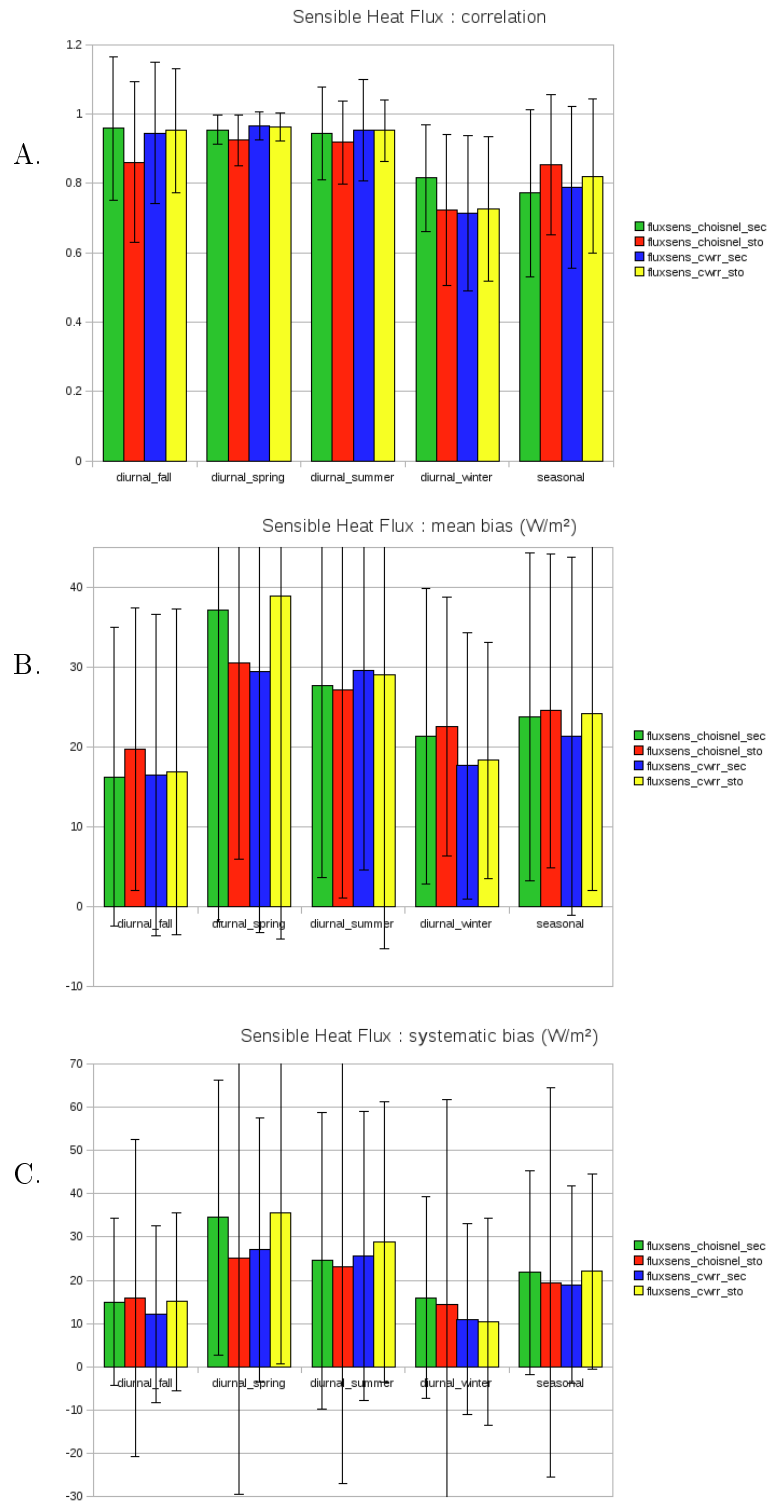 Sensible Heat Flux : correlation
A.
1.2
1
0.8
0.6
0.4
0.2
0
diurnal_fall
diurnal_spring
diurnal_summer
diurnal_winter
seasonal
fluxsens_choisnel_sec
fluxsens_choisnel_sto
fluxsens_cwrr_sec
fluxsens_cwrr_sto
Sensible Heat Flux : mean bias (W/m²)
B.
40
30
20
10
0
-10
diurnal_fall
diurnal_spring
diurnal_summer
diurnal_winter
seasonal
fluxsens_choisnel_sec
fluxsens_choisnel_sto
fluxsens_cwrr_sec
fluxsens_cwrr_sto
Sensible Heat Flux : systematic bias (W/m²)
C.
70
60
50
40
30
20
10
0
-10
-20
-30
diurnal_fall
diurnal_spring
diurnal_summer
diurnal_winter
seasonal
fluxsens_choisnel_sec
fluxsens_choisnel_sto
fluxsens_cwrr_sec
fluxsens_cwrr_sto